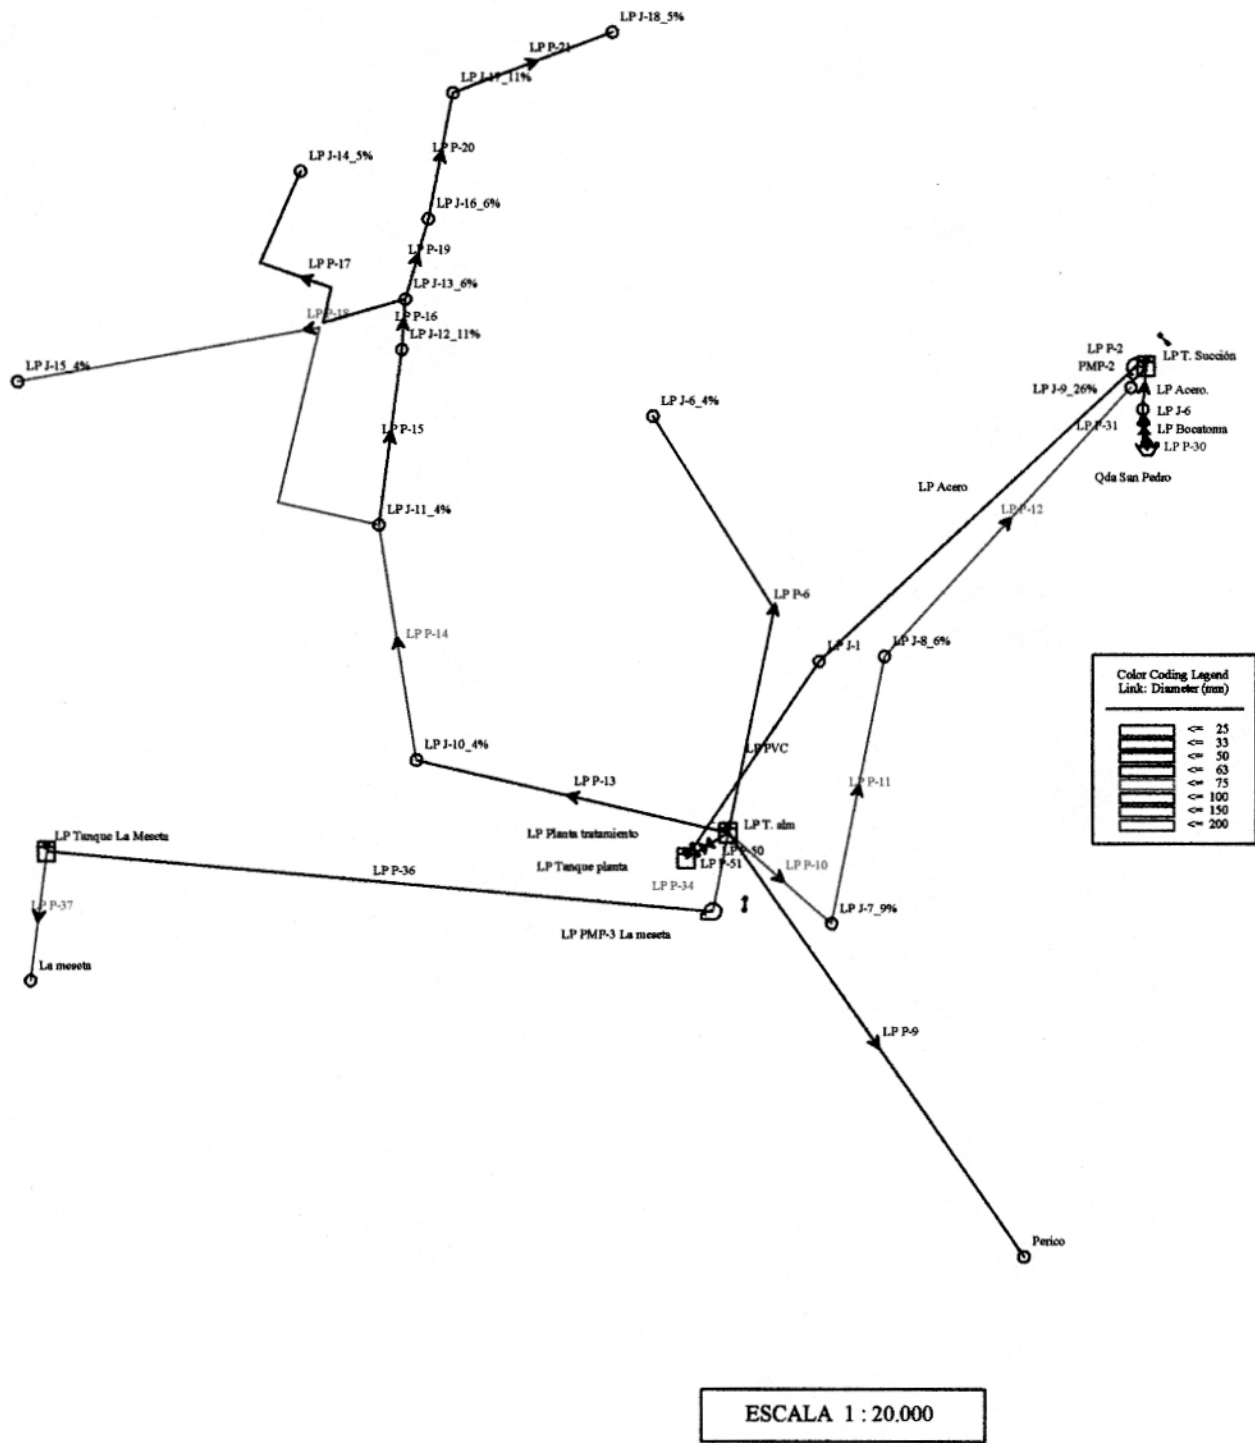 LP J-18_5%
LP P-21
LP J-17_11%
LP P-20
LP J-14_5%
LP J-16_6%
LP P-19
LP P-17
LP J-13_6%
LP P-18
LP P-16
LP J-12_11%
LP J-15_4%
LP P-2
LP T. Succión
PMP-2
LP J-9_26%
LP Acero.
LP J-6_4%
LP J-6
LP P-31
LP Bocatoma
LP P-30
LP P-15
Qda San Pedro
LP Acero
LP P-12
LP J-11_4%
LP P-6
LP P-14
LP J-1
LP J-8_6%
Color Coding Legend
Link: Diameter (mm)
<= 25
<= 33
<= 50
<= 63
<= 75
<= 100
<= 150
<= 200
LP J-10_4%
LP PVC
LP P-13
LP P-11
LP Tanque La Meseta
LP Planta tratamiento
LP T. alm
LP P-50
LP Tanque planta
LP P-51
LP P-10
LP P-36
LP P-34
LP P-37
LP J-7_9%
LP PMP-3 La meseta
La meseta
LP P-9
Perico
ESCALA 1 : 20.000